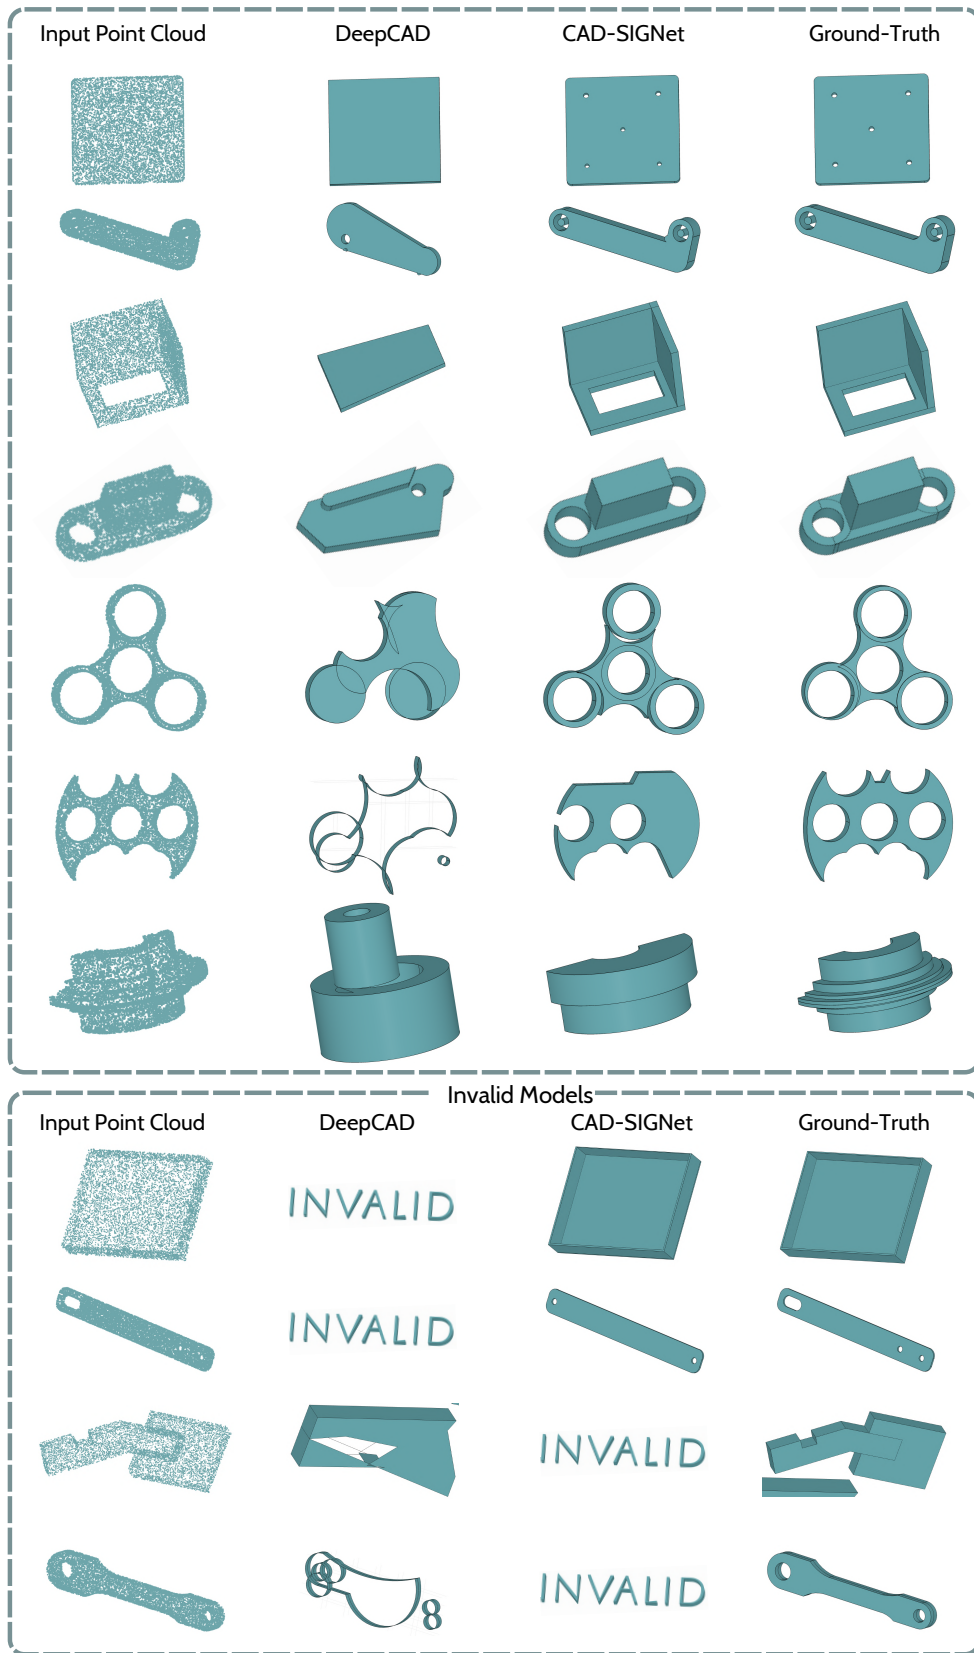 Input Point Cloud DeepCAD CAD-SIGNet Ground-Truth
Invalid Models
Input Point Cloud DeepCAD CAD-SIGNet Ground-Truth
INVALID
INVALID
INVALID
INVALID